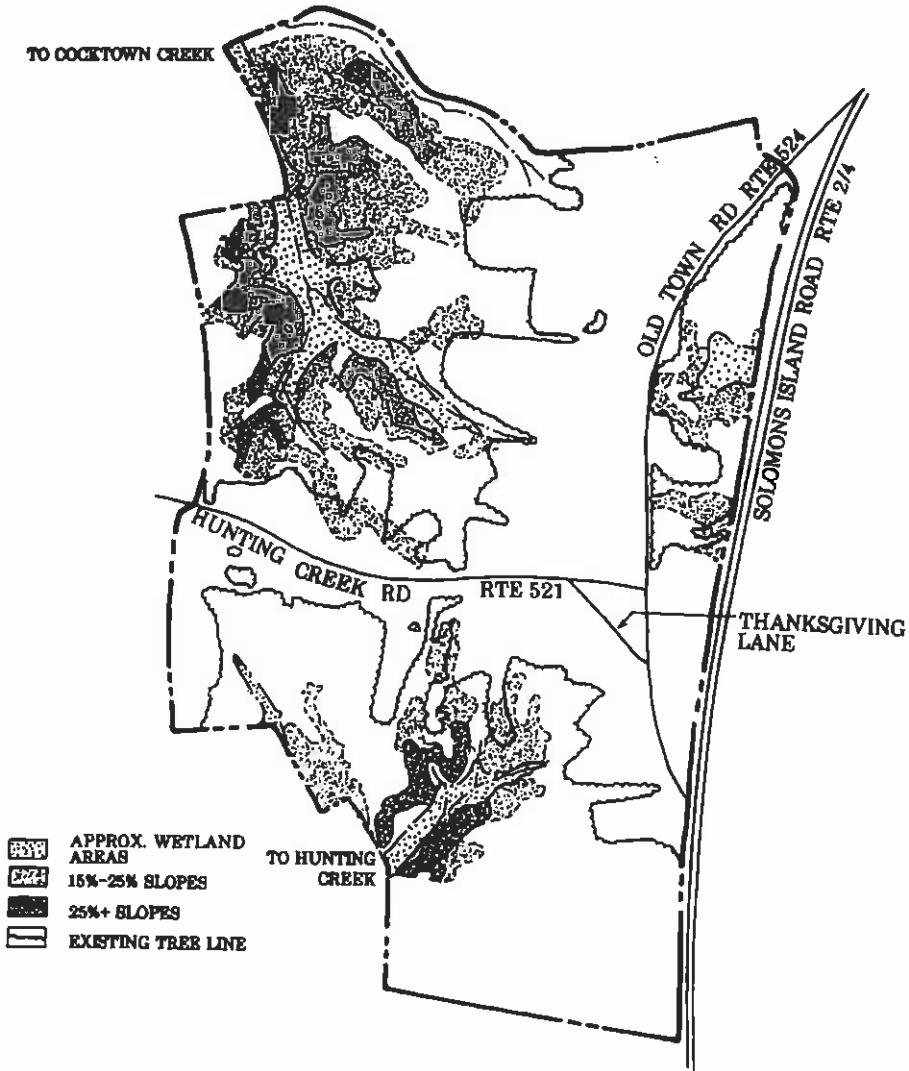 TO COCKTOWN CREEK
OLD TOWN RD RTE 524
SOLOMONS ISLAND ROAD RTE 2/4
HUNTING CREEK RD RTE 521
THANKSGIVING
LANE
TO HUNTING
CREEK
APPROX. WETLAND
AREAS
15%-25% SLOPES
25%+ SLOPES
EXISTING TREE LINE